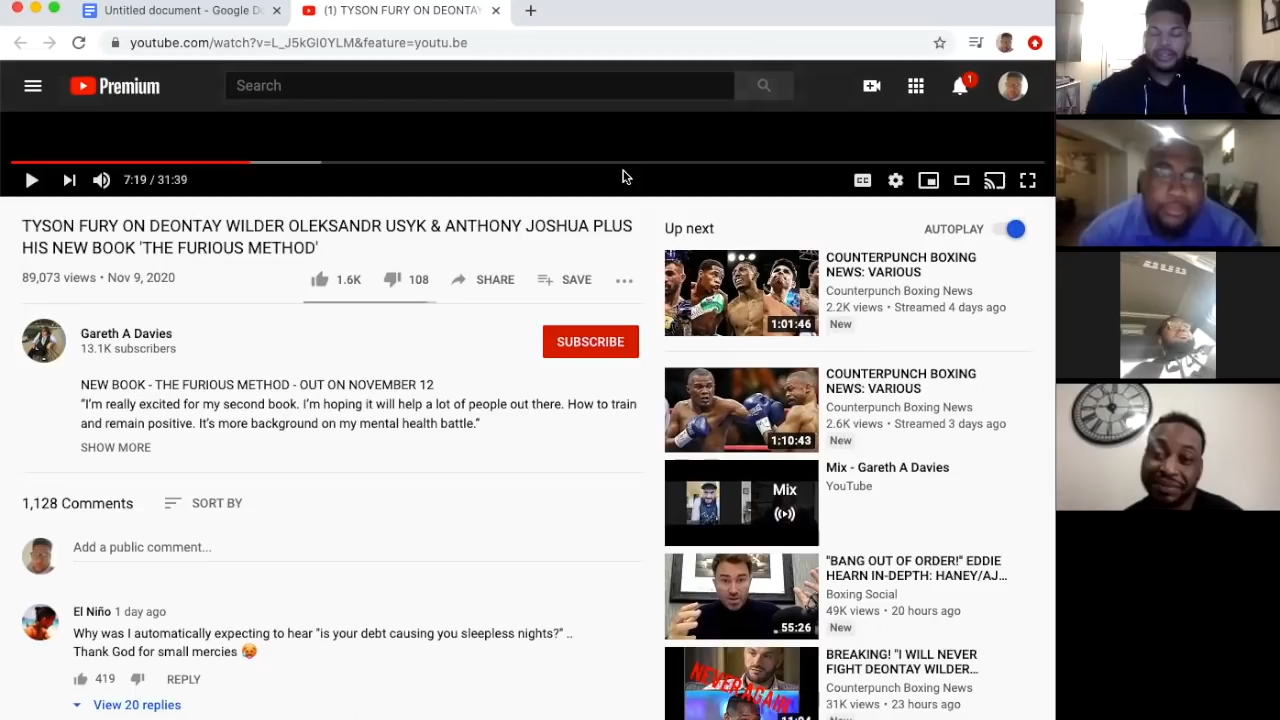 Untitled document - Google Do
(1) TYSON FURY ON DEONTAY
youtube.com/watch?v=L_J5kGI0YLM&feature=youtu.be
Premium
Search
1
7:19 / 31:39
CC
TYSON FURY ON DEONTAY WILDER OLEKSANDR USYK & ANTHONY JOSHUA PLUS
HIS NEW BOOK 'THE FURIOUS METHOD'
89,073 views • Nov 9, 2020
1.6K
108
SHARE
SAVE
Gareth A Davies
13.1K subscribers
SUBSCRIBE
NEW BOOK - THE FURIOUS METHOD - OUT ON NOVEMBER 12
"I'm really excited for my second book. I'm hoping it will help a lot of people out there. How to train
and remain positive. It's more background on my mental health battle."
SHOW MORE
1,128 Comments
SORT BY
Add a public comment...
El Niño 1 day ago
Why was I automatically expecting to hear "is your debt causing you sleepless nights?" ..
Thank God for small mercies 🥵
419
REPLY
View 20 replies
Up next
AUTOPLAY
1:01:46
COUNTERPUNCH BOXING
NEWS: VARIOUS
Counterpunch Boxing News
2.2K views • Streamed 4 days ago
New
1:10:43
COUNTERPUNCH BOXING
NEWS: VARIOUS
Counterpunch Boxing News
2.6K views • Streamed 3 days ago
New
Mix
Mix - Gareth A Davies
YouTube
55:26
"BANG OUT OF ORDER!" EDDIE
HEARN IN-DEPTH: HANEY/AJ...
Boxing Social
49K views • 20 hours ago
New
NEVER AGAIN
BREAKING! "I WILL NEVER
FIGHT DEONTAY WILDER...
Counterpunch Boxing News
31K views • 23 hours ago